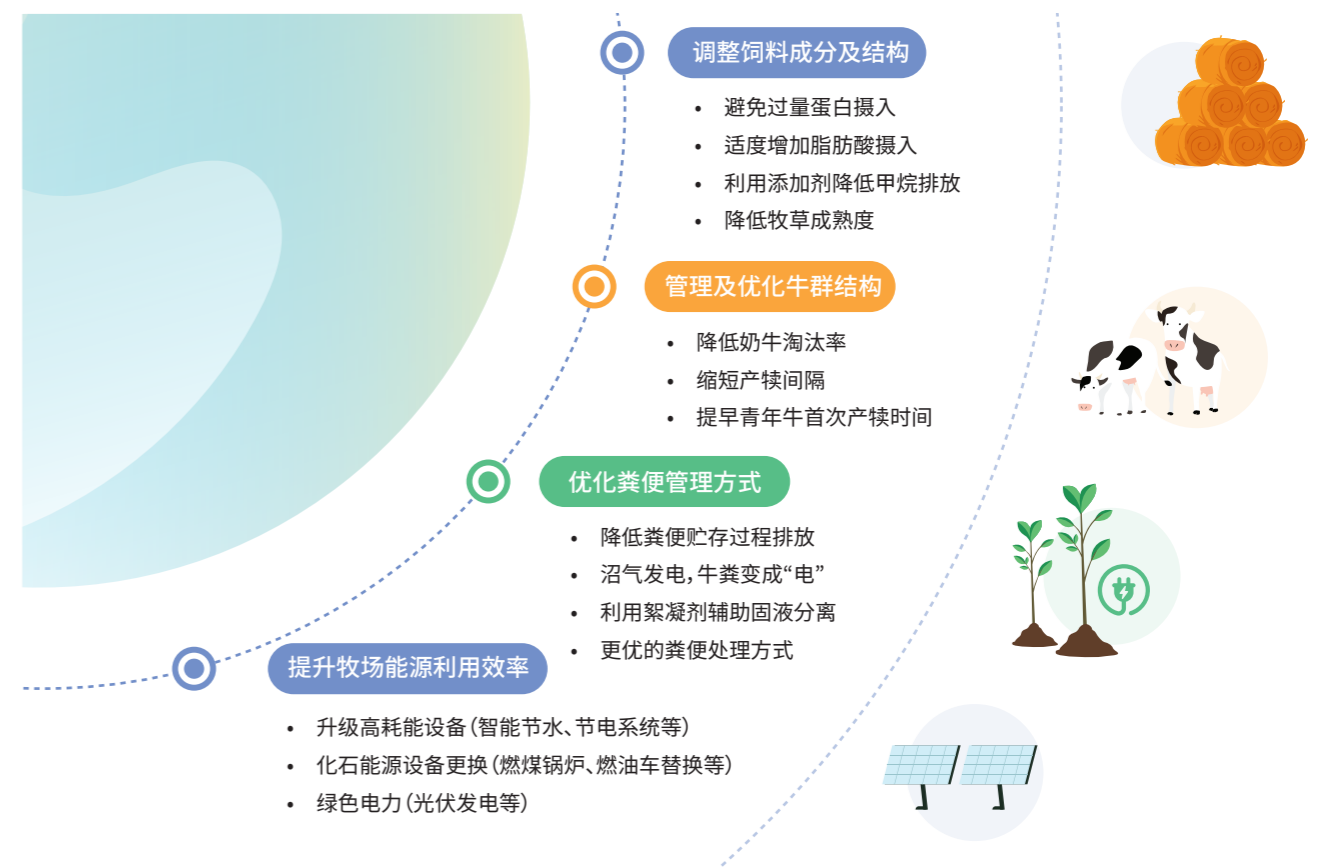 调整饲料成分及结构
• 避免过量蛋白摄入
• 适度增加脂肪酸摄入
• 利用添加剂降低甲烷排放
• 降低牧草成熟度
管理及优化牛群结构
• 降低奶牛淘汰率
• 缩短产犊间隔
• 提早青年牛首次产犊时间
优化粪便管理方式
• 降低粪便贮存过程排放
• 沼气发电,牛粪变成“电”
• 利用絮凝剂辅助固液分离
• 更优的粪便处理方式
提升牧场能源利用效率
• 升级高耗能设备(智能节水、节电系统等)
• 化石能源设备更换(燃煤锅炉、燃油车替换等)
• 绿色电力(光伏发电等)